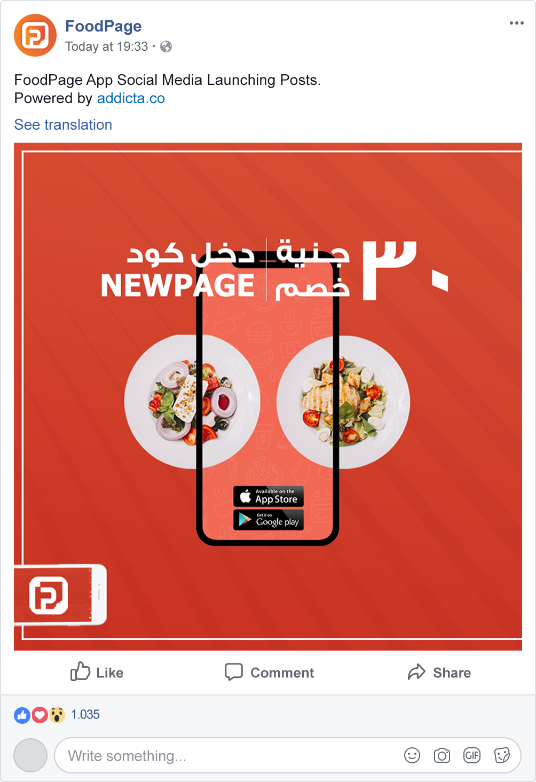 FoodPage
Today at 19:33
FoodPage App Social Media Launching Posts.
Powered by addicta.co
See translation
٣٠ جنية خصم
دخل كود
NEWPAGE
Available on the
App Store
Get it on
Google play
Like
Comment
Share
1.035
Write something...
GIF